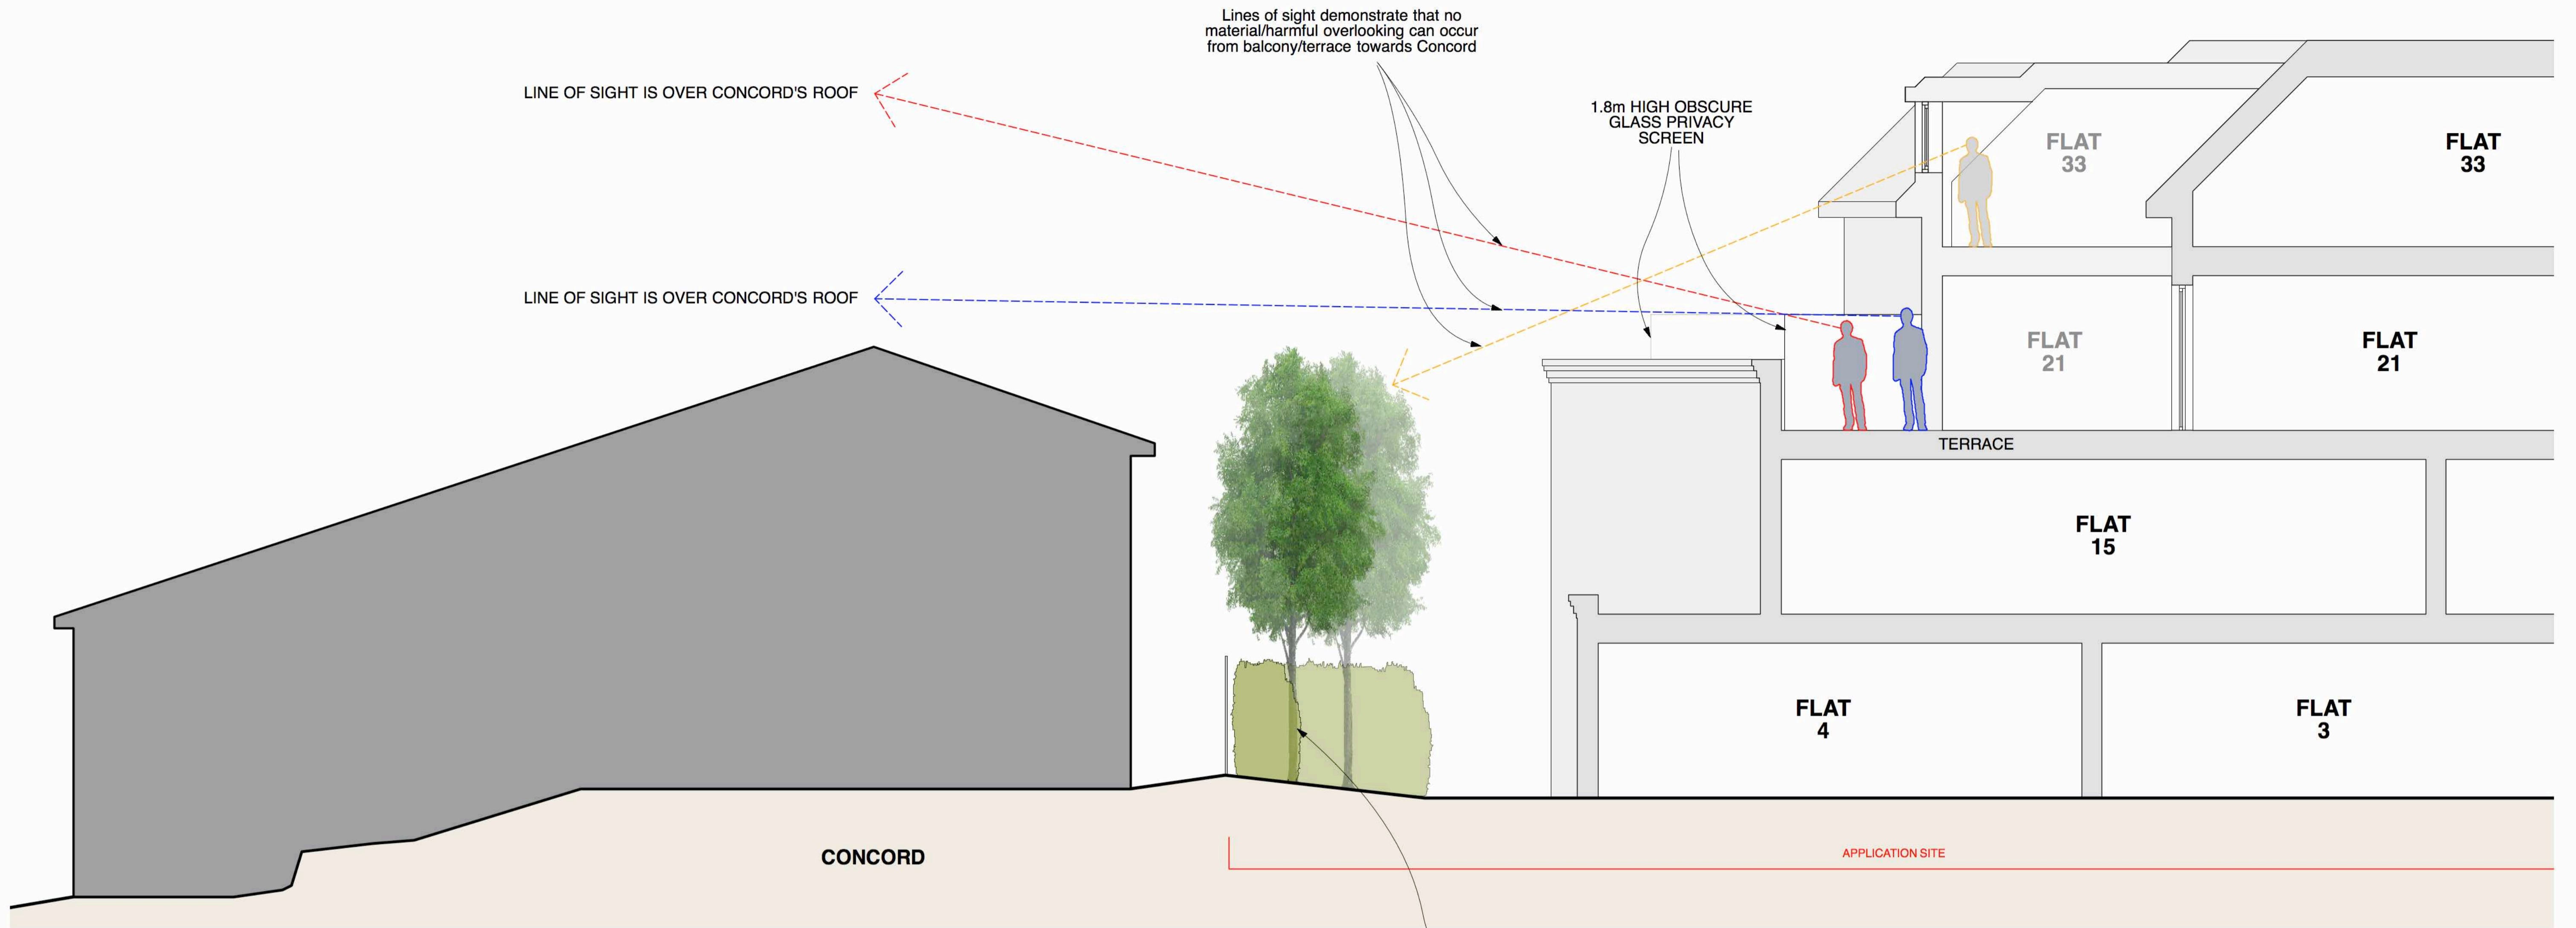 Lines of sight demonstrate that no
material/harmful overlooking can occur
from balcony/terrace towards Concord
LINE OF SIGHT IS OVER CONCORD'S ROOF
1.8m HIGH OBSCURE
GLASS PRIVACY
SCREEN
FLAT
33
FLAT
33
LINE OF SIGHT IS OVER CONCORD'S ROOF
FLAT
21
FLAT
21
TERRACE
FLAT
15
FLAT
4
FLAT
3
CONCORD
APPLICATION SITE